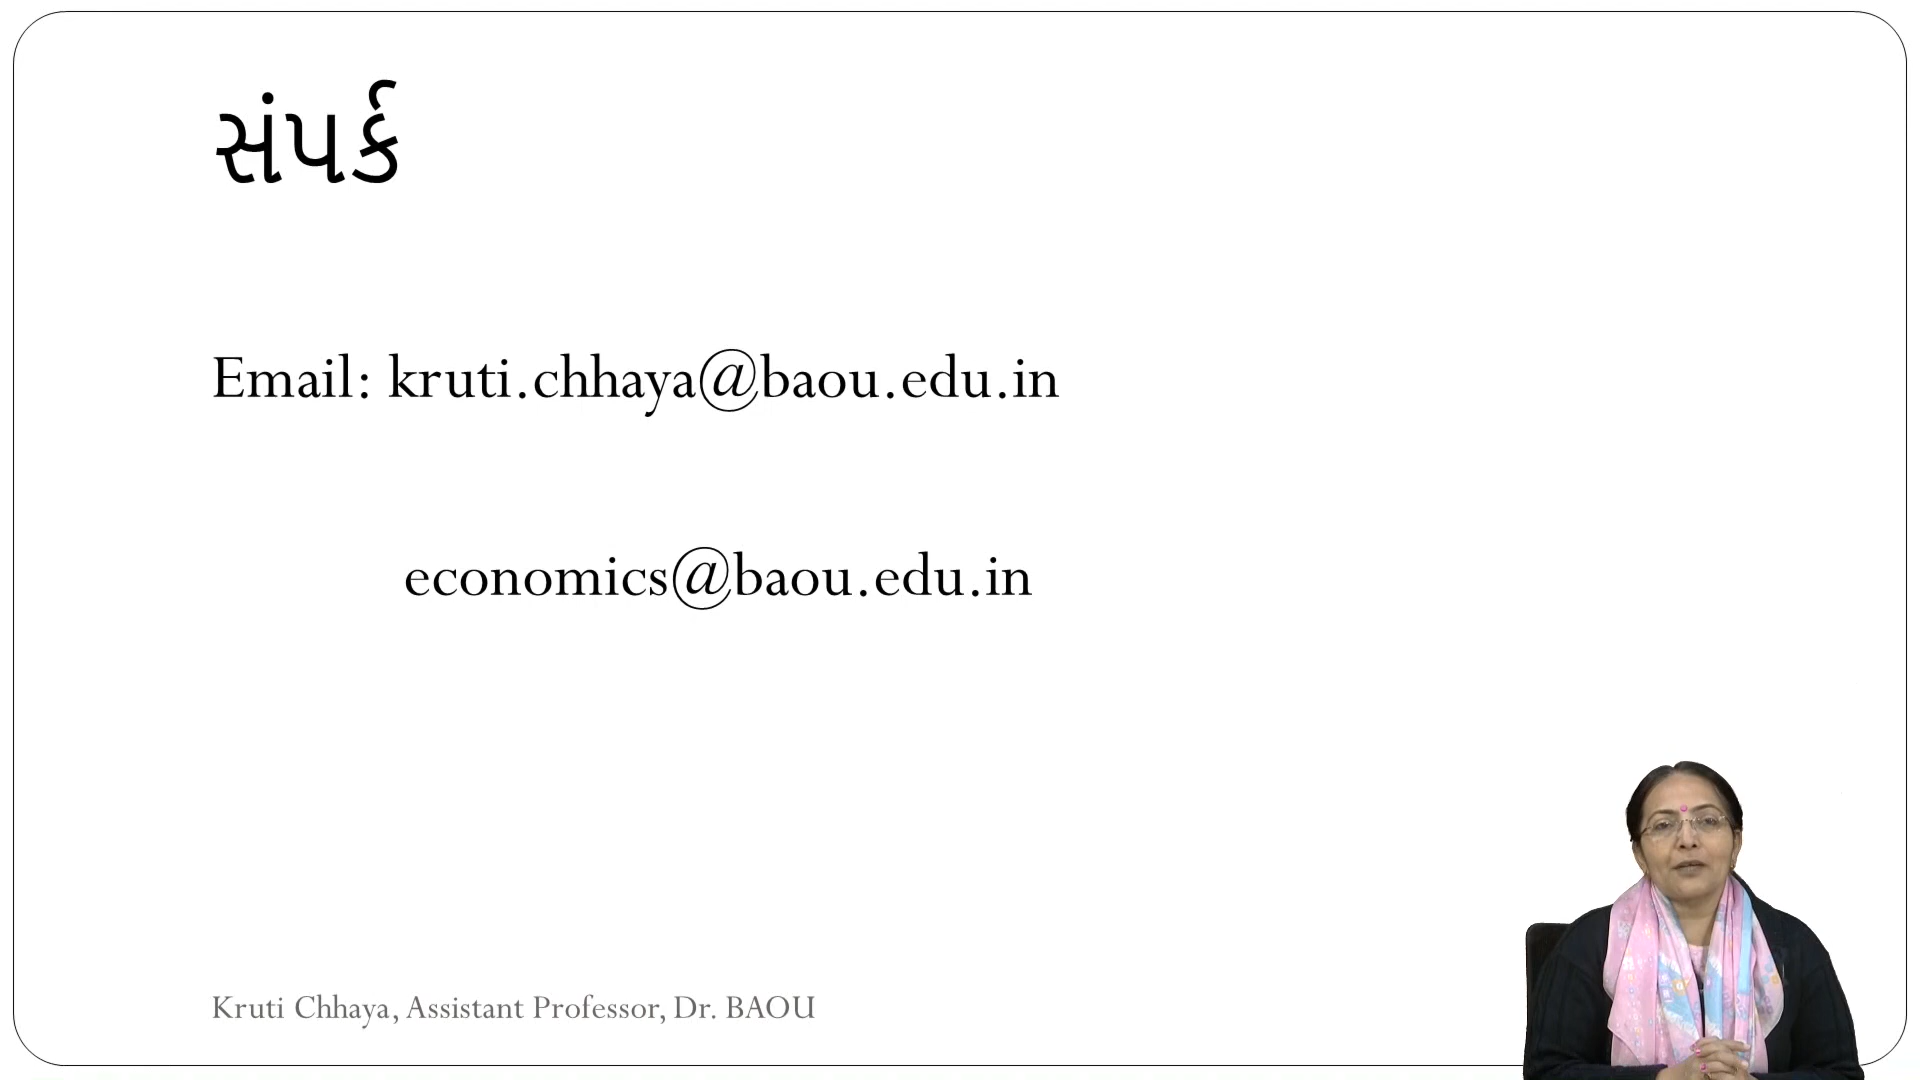 સંપર્ક
Email: kruti.chhaya@baou.edu.in
economics@baou.edu.in
Kruti Chhaya, Assistant Professor, Dr. BAOU